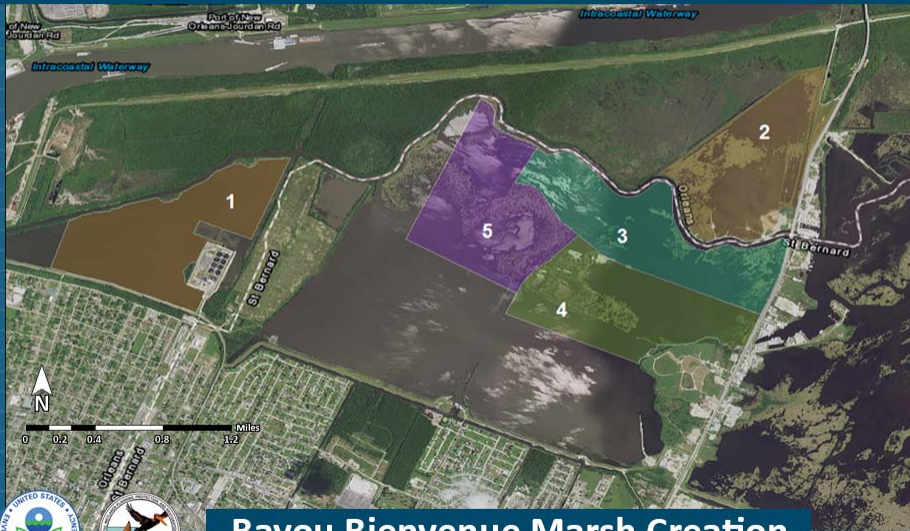 Port of New
Orleans-Jourdan Rd
Intracoastal Waterway
of New
Jourdan Rd
Intracoastal Waterway
2
1
Orleans
5
3
St Bernard
St Bernard
4
N
Miles
0 0.2 0.4 0.8 1.2
Orleans
St Bernard
UNITED STATES
Bayou Bienvenue Marsh Creation